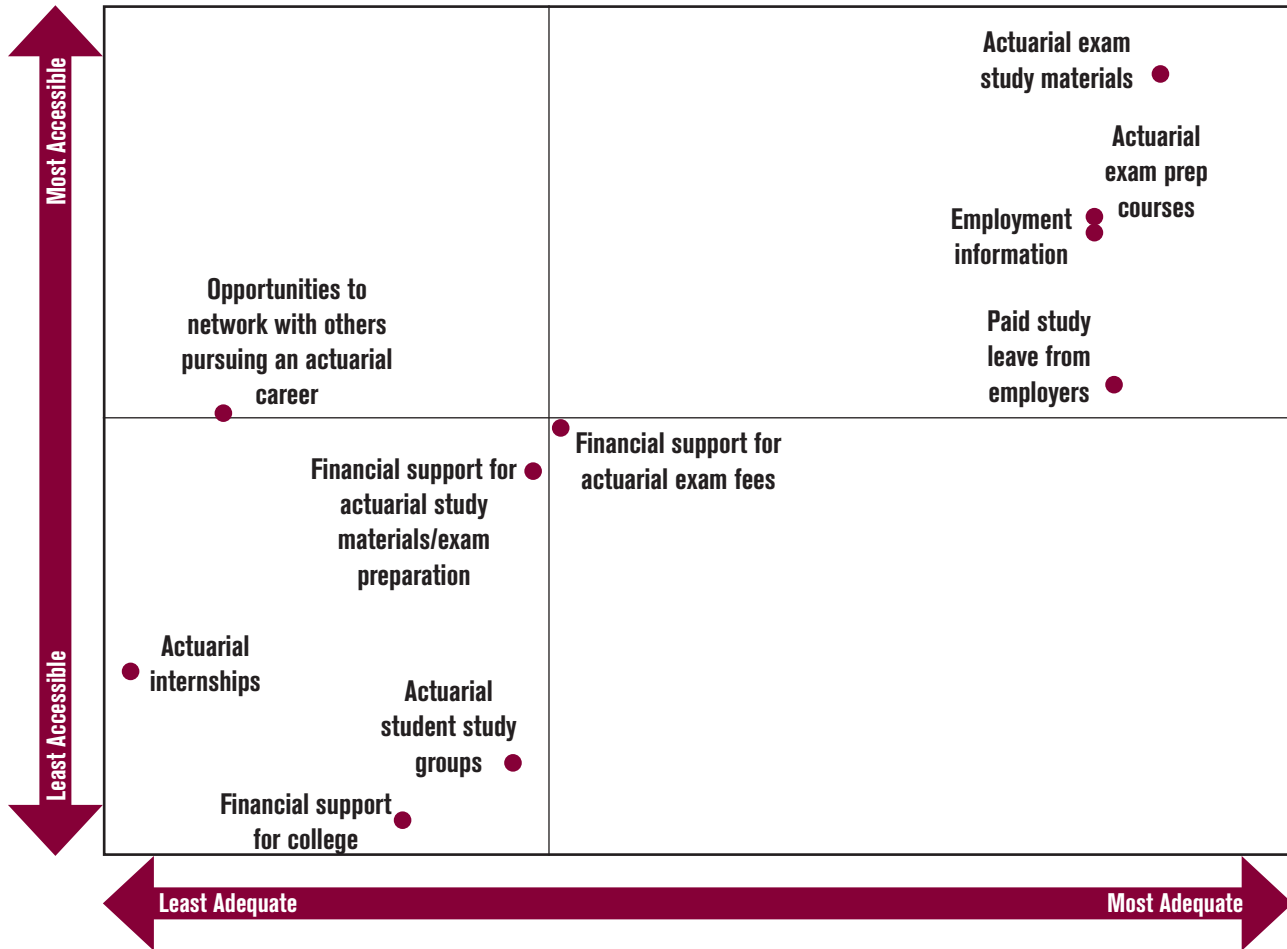 Most Accessible
Least Accessible
Actuarial exam
study materials
Actuarial
exam prep
courses
Employment
information
Opportunities to
network with others
pursuing an actuarial
career
Paid study
leave from
employers
Financial support for
actuarial exam fees
Financial support for
actuarial study
materials/exam
preparation
Actuarial
internships
Actuarial
student study
groups
Financial support
for college
Least Adequate
Most Adequate